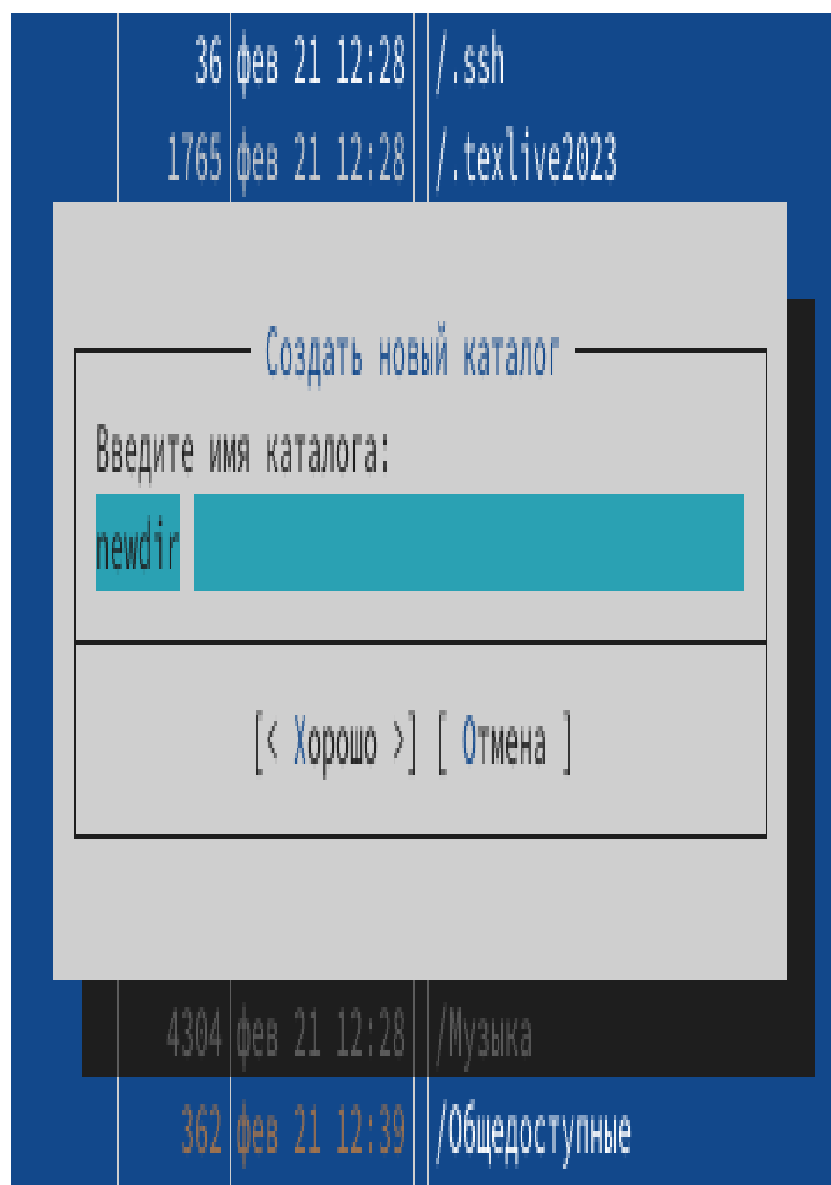 36 фев 21 12:28 /.ssh
1765 фев 21 12:28 /.texlive2023
Создать новый каталог
Введите имя каталога:
newdir
[< Хорошо >] [ Отмена ]
4304 фев 21 12:28 /Музыка
362 фев 21 12:39 /Общедоступные